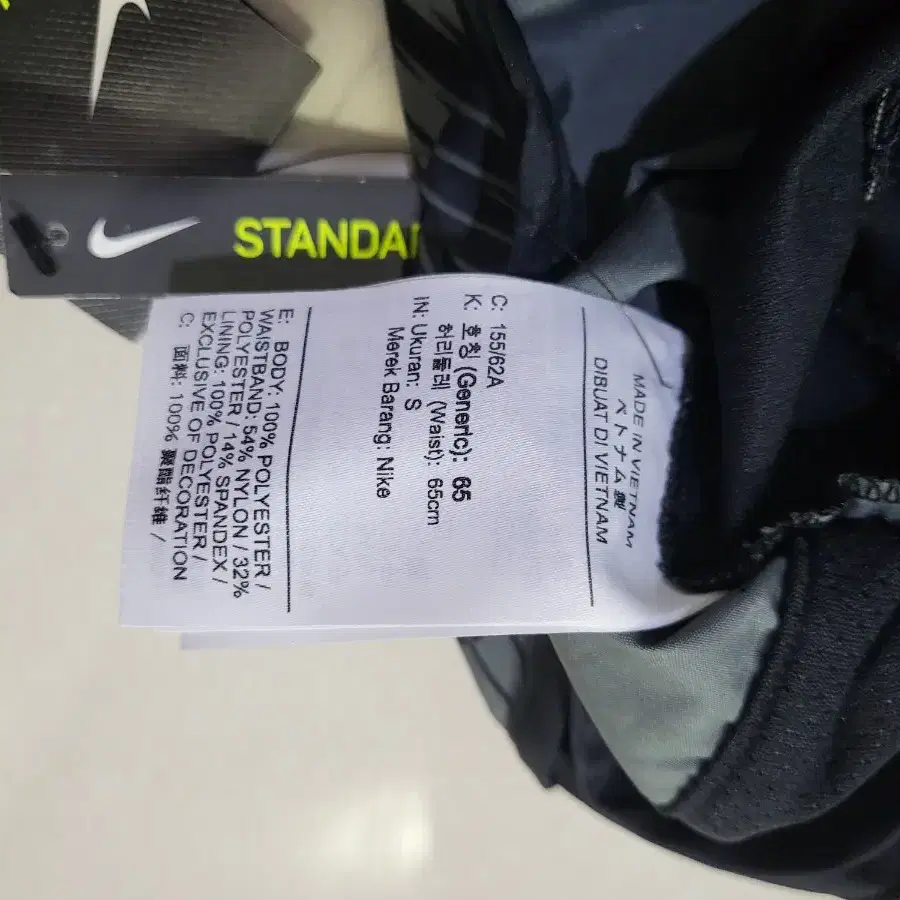 STANDA
MADE IN VIETNAM
ベトナム製
DIBUAT DI VIETNAM
C: 155/62A
K: 호칭 (Generic): 65
허리둘레 (Waist): 65cm
IN: Ukuran: S
Merek Barang: Nike
E: BODY: 100% POLYESTER /
WAISTBAND: 54% NYLON / 32%
POLYESTER / 14% SPANDEX /
LINING: 100% POLYESTER /
EXCLUSIVE OF DECORATION
C: 面料: 100% 聚酯纤维 /